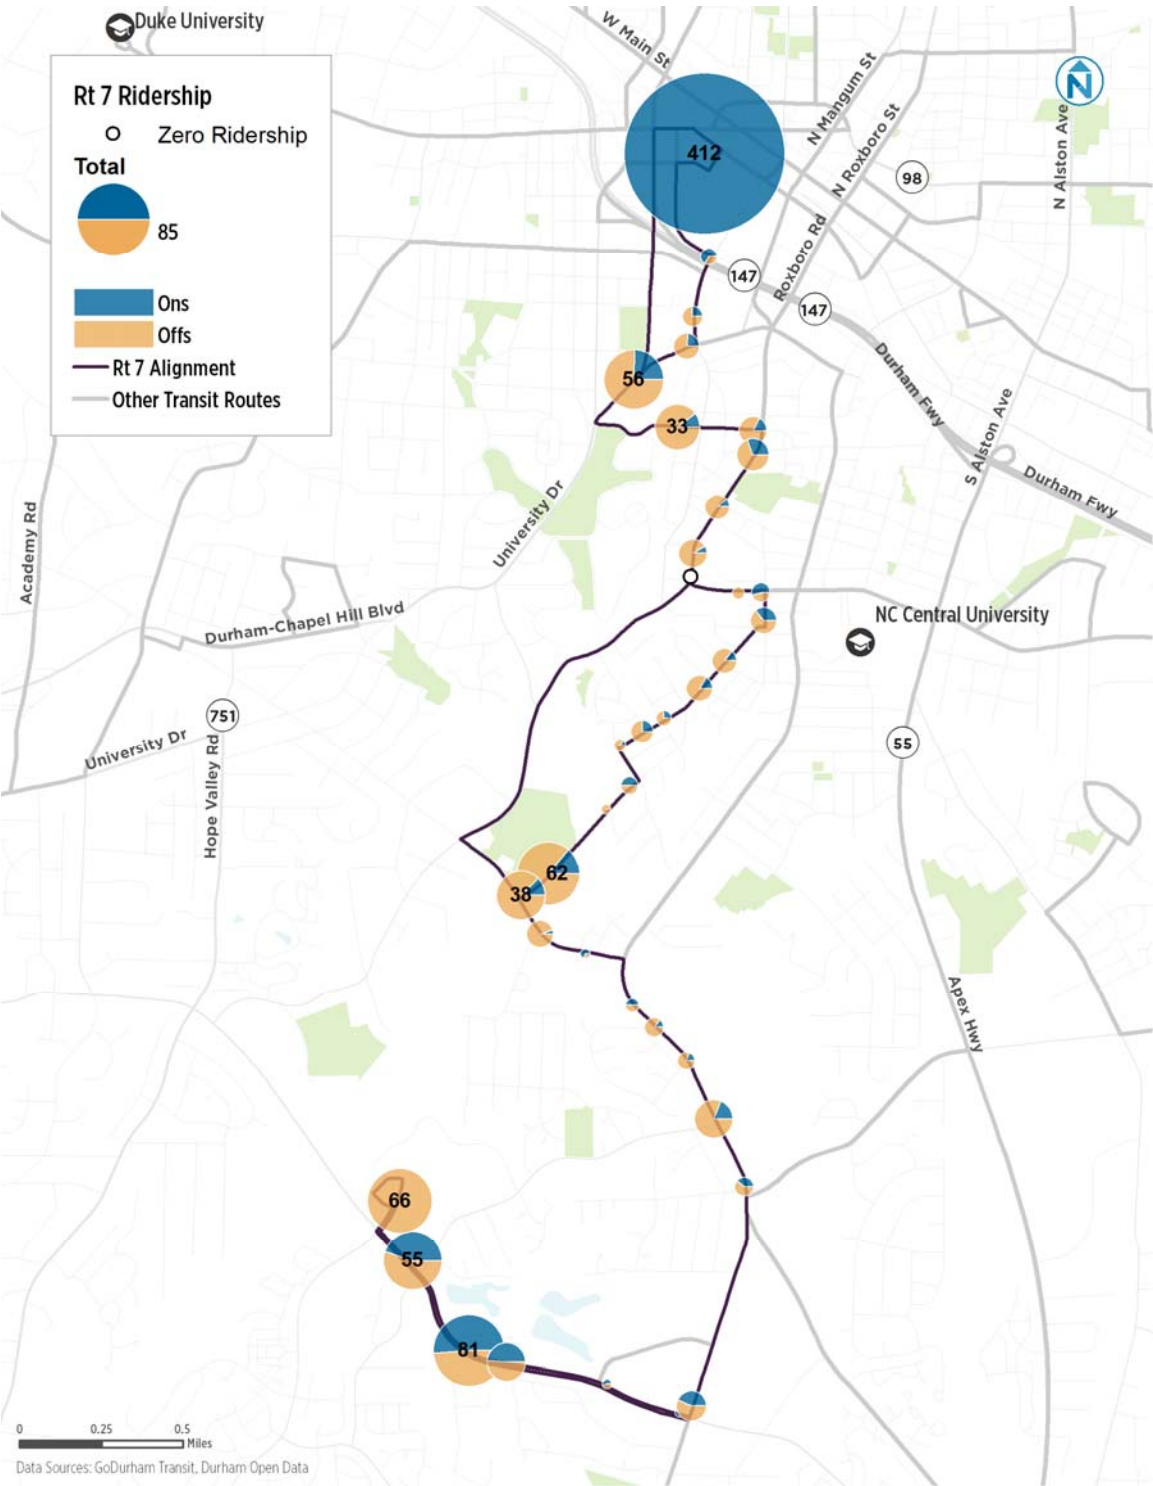 Duke University
W Main St
Rt 7 Ridership
Zero Ridership
Total
85
Ons
Offs
Rt 7 Alignment
Other Transit Routes
N
N Mangum St
N Roxboro St
N Alston Ave
98
412
Roxboro Rd
147
147
Durham Fwy
S Alston Ave
Durham Fwy
56
33
University Dr
Academy Rd
Durham-Chapel Hill Blvd
NC Central University
751
University Dr
Hope Valley Rd
55
62
38
Apex Hwy
66
55
81
0 0.25 0.5
Miles
Data Sources: GoDurham Transit, Durham Open Data